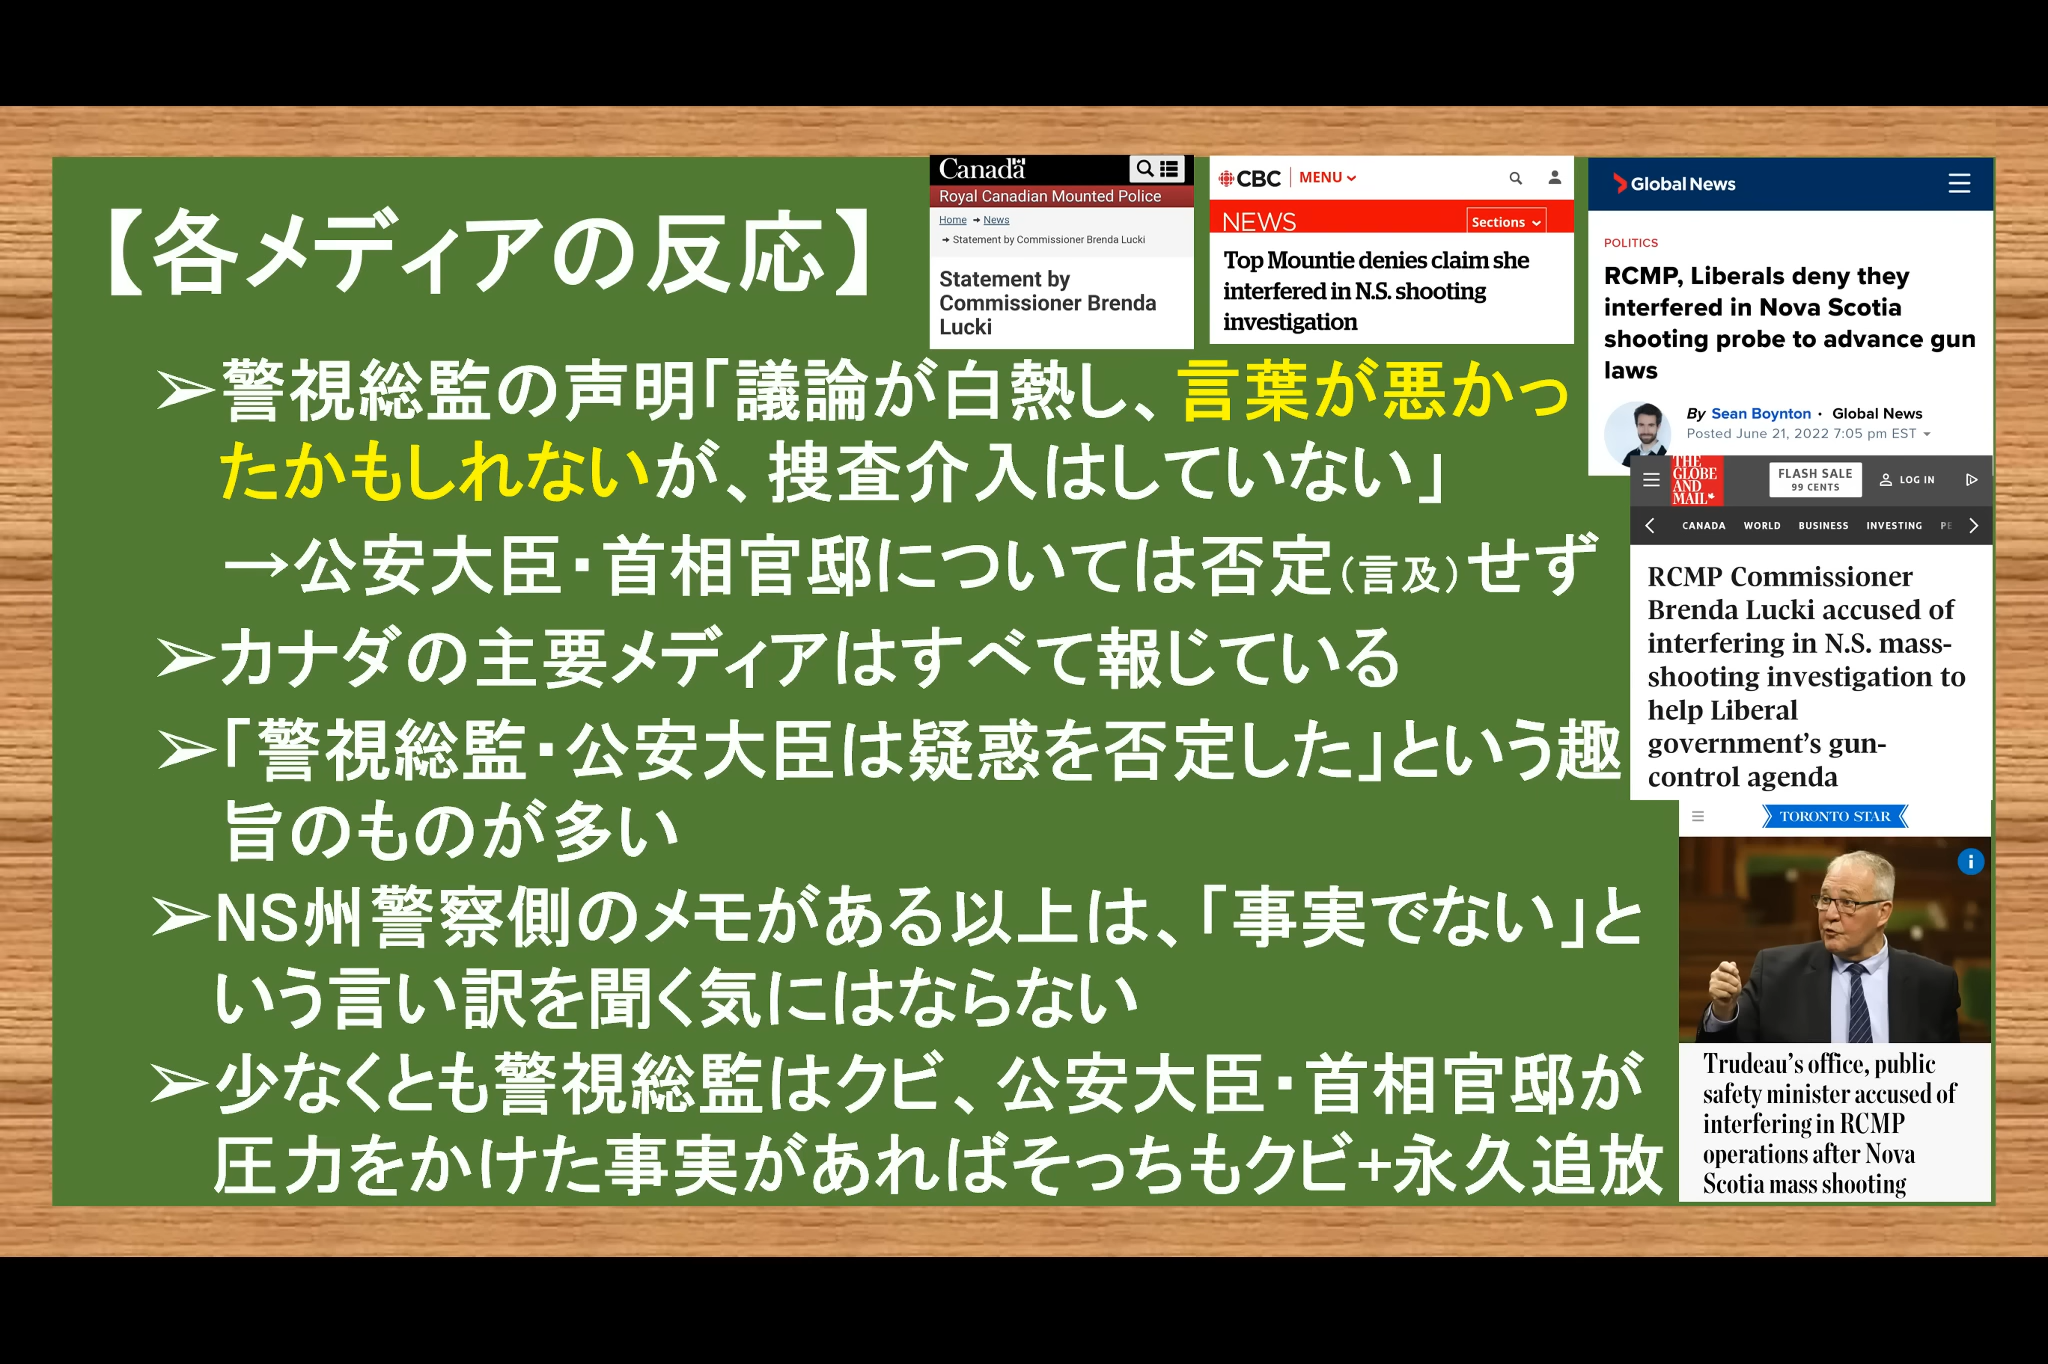 【各メディアの反応】
Canada
Royal Canadian Mounted Police
Home → News
→ Statement by Commissioner Brenda Lucki
Statement by
Commissioner Brenda
Lucki
CBC MENU
NEWS Sections
Top Mountie denies claim she
interfered in N.S. shooting
investigation
Global News
POLITICS
RCMP, Liberals deny they
interfered in Nova Scotia
shooting probe to advance gun
laws
By Sean Boynton · Global News
Posted June 21, 2022 7:05 pm EST
➢警視総監の声明「議論が白熱し、言葉が悪かっ
たかもしれないが、捜査介入はしていない」
→公安大臣・首相官邸については否定（言及）せず
➢カナダの主要メディアはすべて報じている
➢「警視総監・公安大臣は疑惑を否定した」という趣
旨のものが多い
➢NS州警察側のメモがある以上は、「事実でない」と
いう言い訳を聞く気にはならない
➢少なくとも警視総監はクビ、公安大臣・首相官邸が
圧力をかけた事実があればそっちもクビ+永久追放
THE
GLOBE
AND
MAIL
FLASH SALE
99 CENTS
LOG IN
CANADA WORLD BUSINESS INVESTING PE
RCMP Commissioner
Brenda Lucki accused of
interfering in N.S. mass-
shooting investigation to
help Liberal
government's gun-
control agenda
TORONTO STAR
i
Trudeau's office, public
safety minister accused of
interfering in RCMP
operations after Nova
Scotia mass shooting